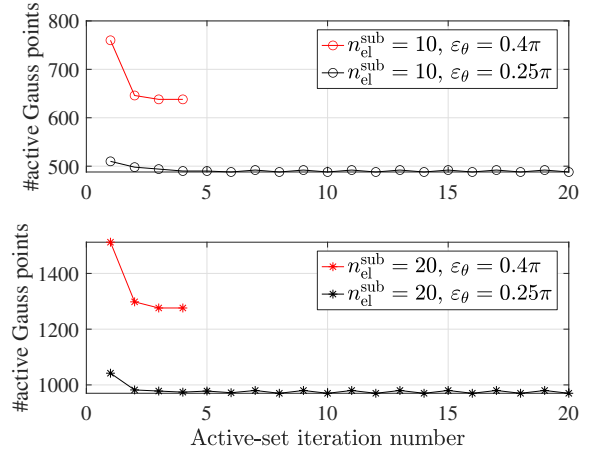 800
700
600
500
0
5
10
15
20
#active Gauss points
n_el^sub = 10, ε_θ = 0.4π
n_el^sub = 10, ε_θ = 0.25π
1400
1200
1000
0
5
10
15
20
#active Gauss points
n_el^sub = 20, ε_θ = 0.4π
n_el^sub = 20, ε_θ = 0.25π
Active-set iteration number